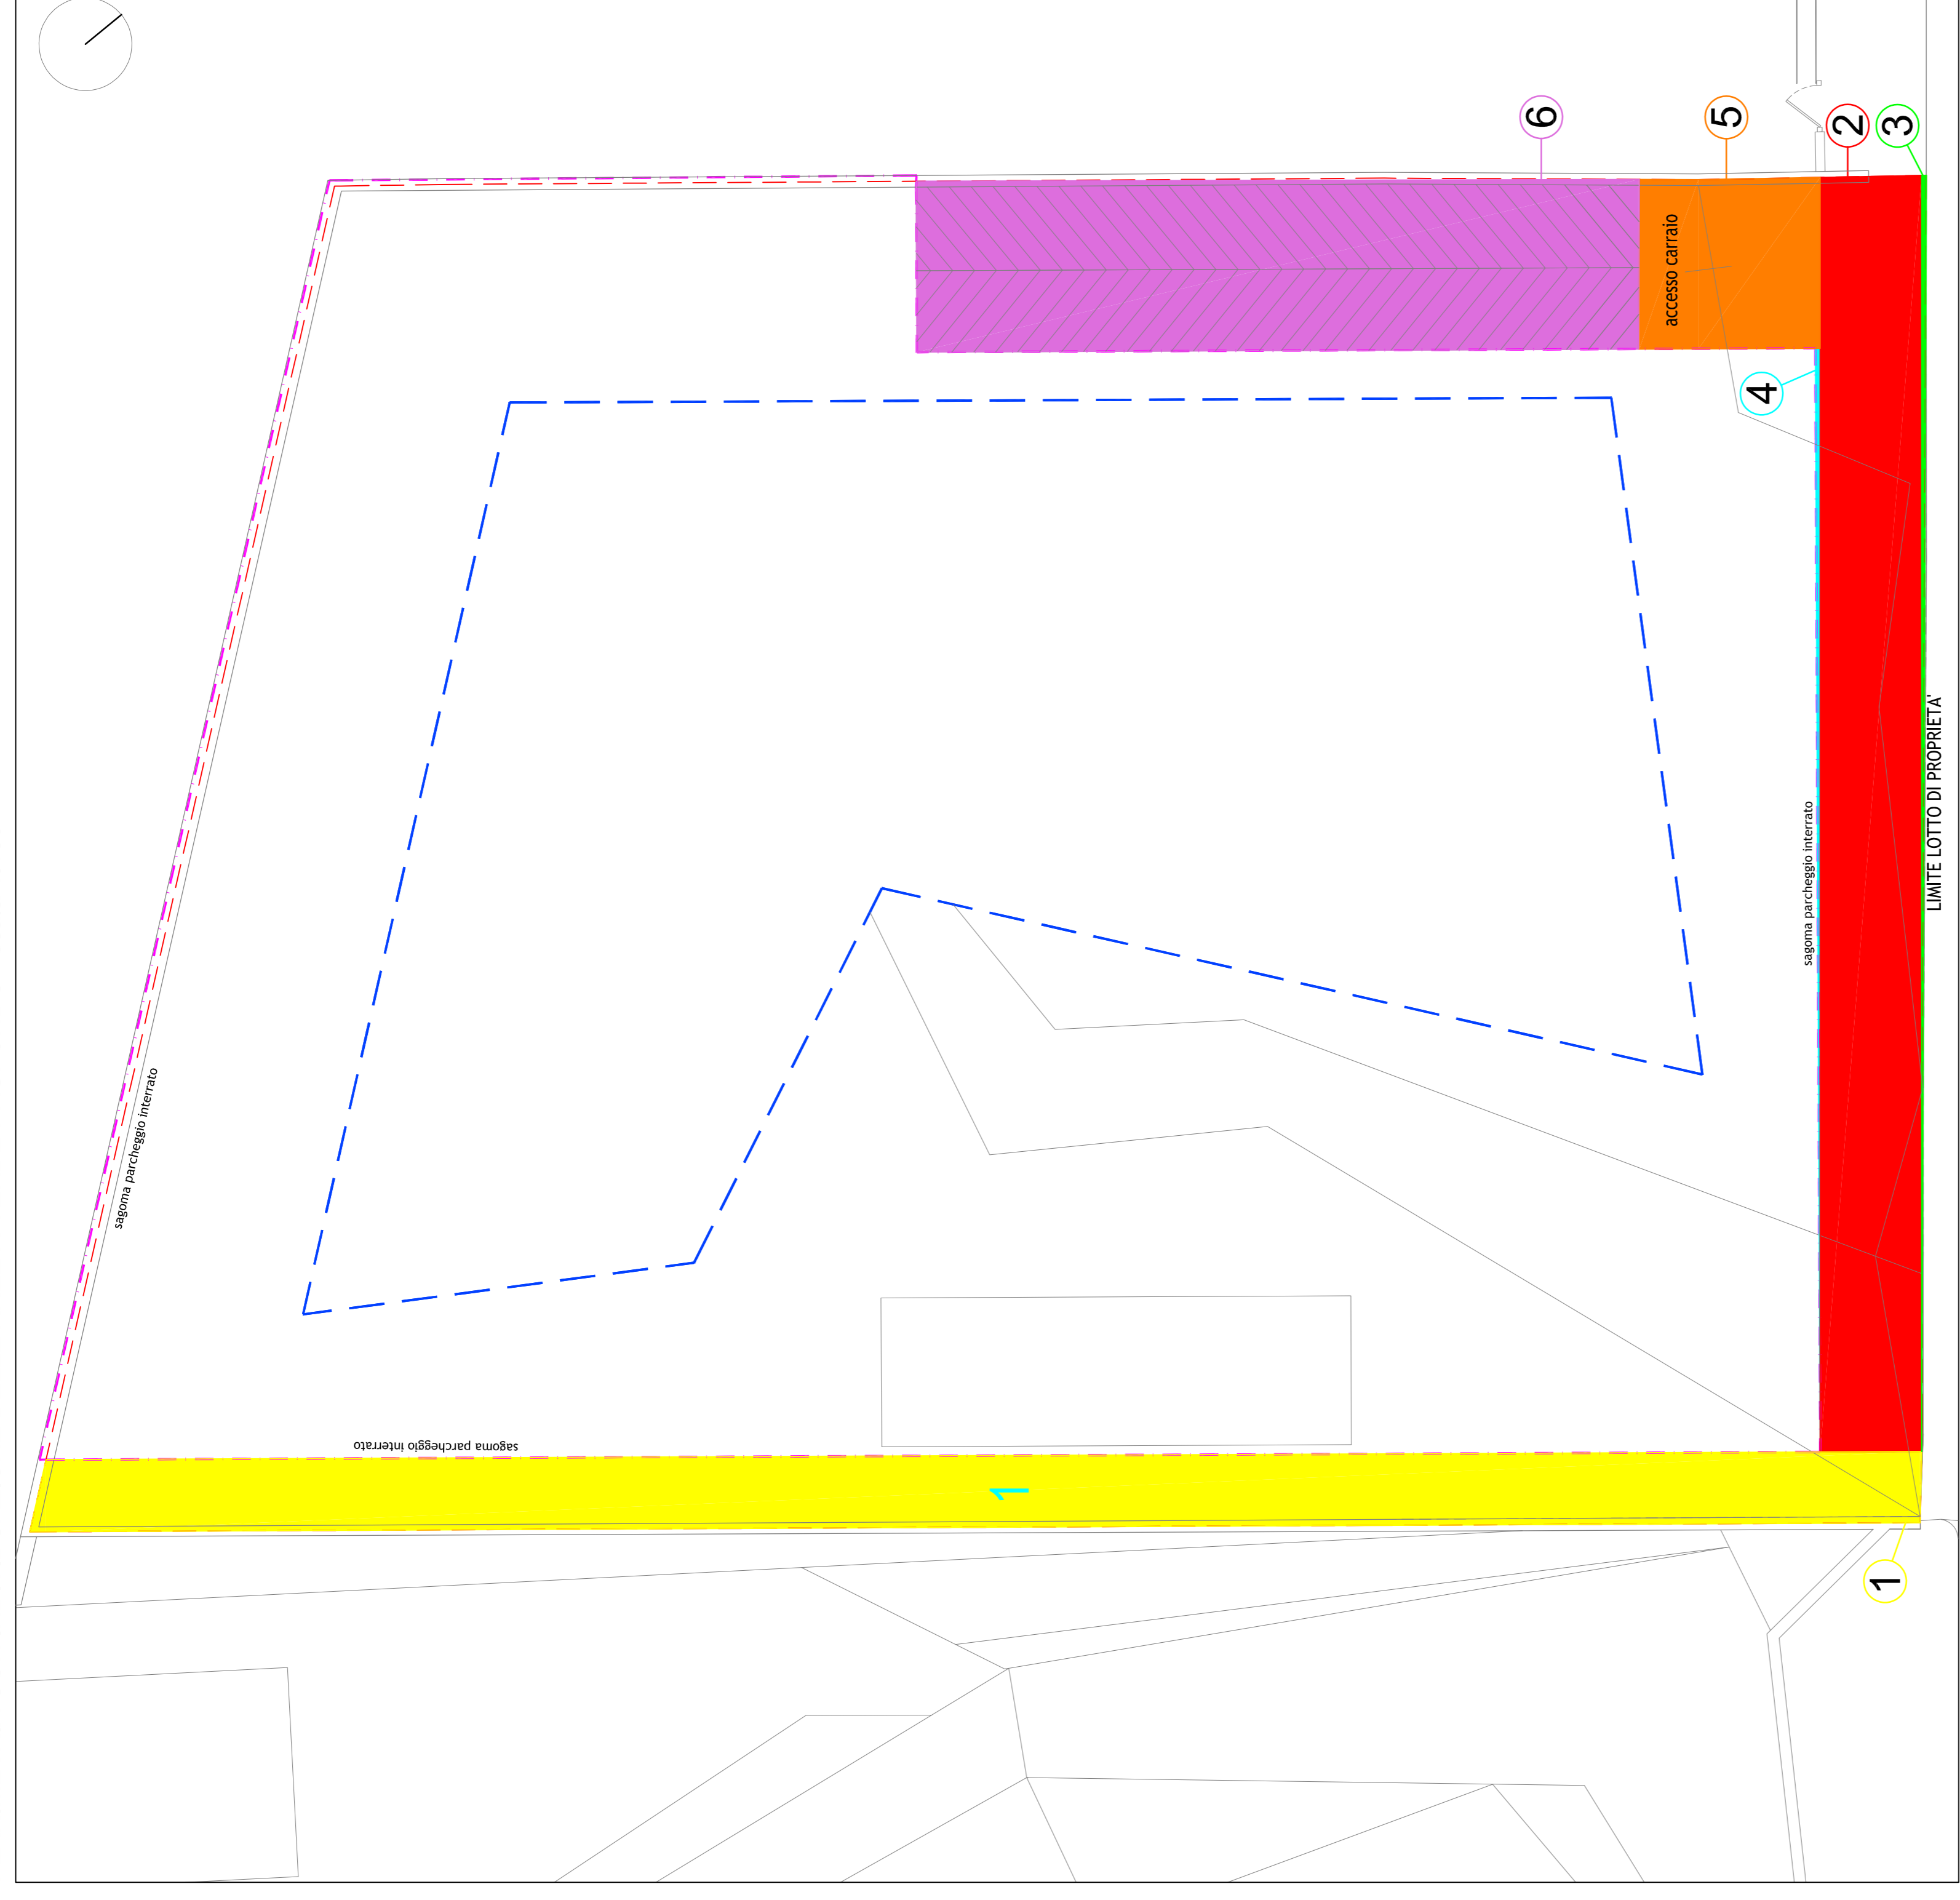 6
5
2
3
accesso carraio
4
LIMITE LOTTO DI PROPRIETA'
sagoma parcheggio interrato
sagoma parcheggio interrato
sagoma parcheggio interrato
1
1